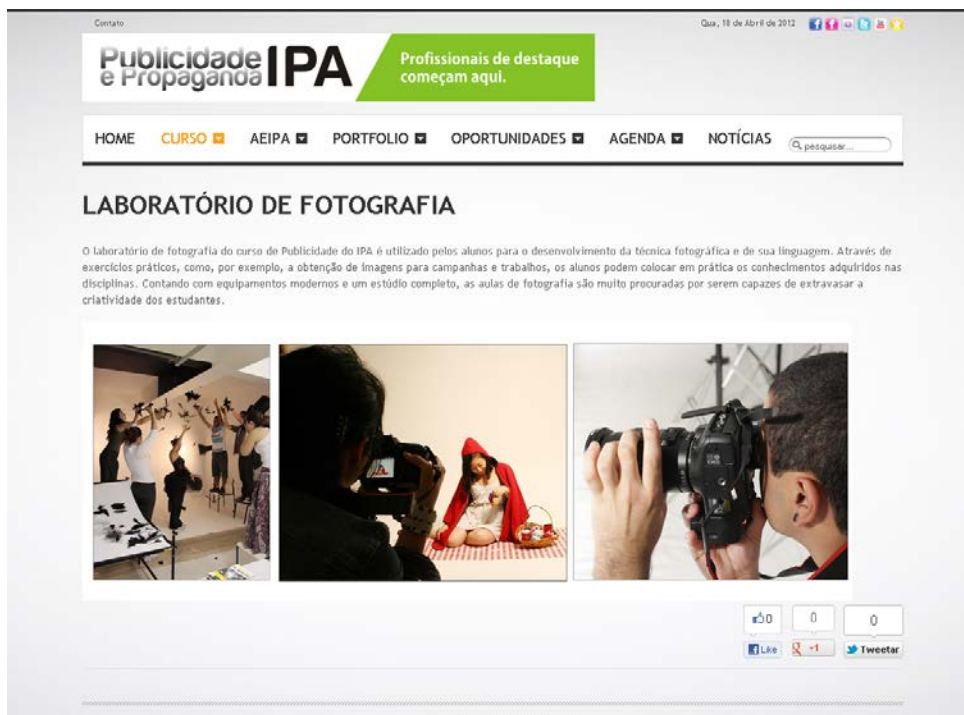 Contato
Qua, 18 de Abril de 2012
Publicidade
e Propaganda IPA
Profissionais de destaque
começam aqui.
HOME CURSO AEIPA PORTFOLIO OPORTUNIDADES AGENDA NOTÍCIAS pesquisar...
LABORATÓRIO DE FOTOGRAFIA
O laboratório de fotografia do curso de Publicidade do IPA é utilizado pelos alunos para o desenvolvimento da técnica fotográfica e de sua linguagem. Através de
exercícios práticos, como, por exemplo, a obtenção de imagens para campanhas e trabalhos, os alunos podem colocar em prática os conhecimentos adquiridos nas
disciplinas. Contando com equipamentos modernos e um estúdio completo, as aulas de fotografia são muito procuradas por serem capazes de extravasar a
criatividade dos estudantes.
0 0 0
Like +1 Tweetar